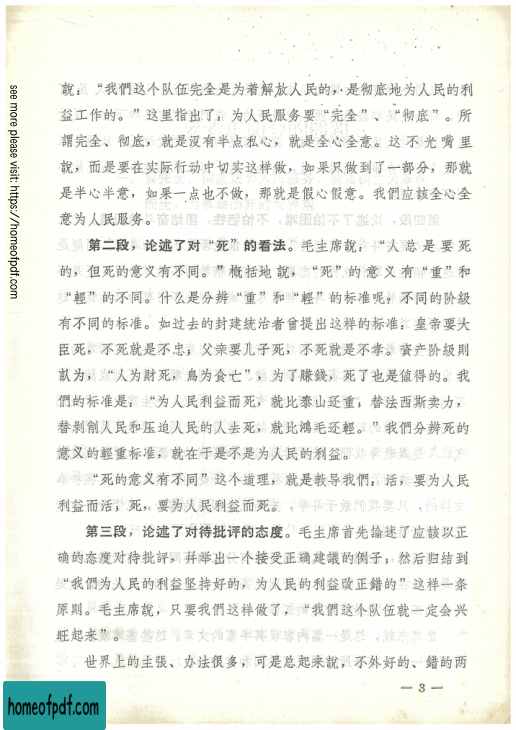 說，“我們这个队伍完全是为着解放人民的，是彻底地为人民的利
益工作的。”这里指出了，为人民服务要“完全”、“彻底”。所
謂完全、彻底，就是沒有半点私心，就是全心全意。这不光嘴里
說，而是要在实际行动中切实这样做，如果只做到了一部分，那就
是半心半意，如果一点也不做，那就是假心假意。我們应該全心全
意为人民服务。
第二段，论述了对“死”的看法。毛主席說：“人总是要死
的，但死的意义有不同。”概括地說，“死”的意义有“重”和
“輕”的不同。什么是分辨“重”和“輕”的标准呢，不同的阶級
有不同的标准。如过去的封建統治者曾提出这样的标准，皇帝要大
臣死，不死就是不忠；父亲要儿子死，不死就是不孝。資产阶級則
訙为，“人为財死，鳥为食亡”，为了賺錢，死了也是值得的。我
們的标准是，“为人民利益而死，就比泰山还重；替法西斯卖力，
替剝削人民和压迫人民的人去死，就比鴻毛还輕。”我們分辨死的
意义的輕重标准，就在于是不是为人民的利益。
“死的意义有不同”这个道理，就是教导我們，活，要为人民
利益而活，死，要为人民利益而死。
第三段，论述了对待批评的态度。毛主席首先論述了应該以正
确的态度对待批評，幷举出一个接受正确建議的例子，然后归結到
“我們为人民的利益坚持好的，为人民的利益改正錯的”这样一条
原则。毛主席說，只要我們这样做了，“我們这个队伍就一定会兴
旺起来”。
世界上的主張、办法很多，可是总起来說，不外好的、錯的两
— 3 —
see more please visit: https://homeofpdf.com
homeofpdf.com